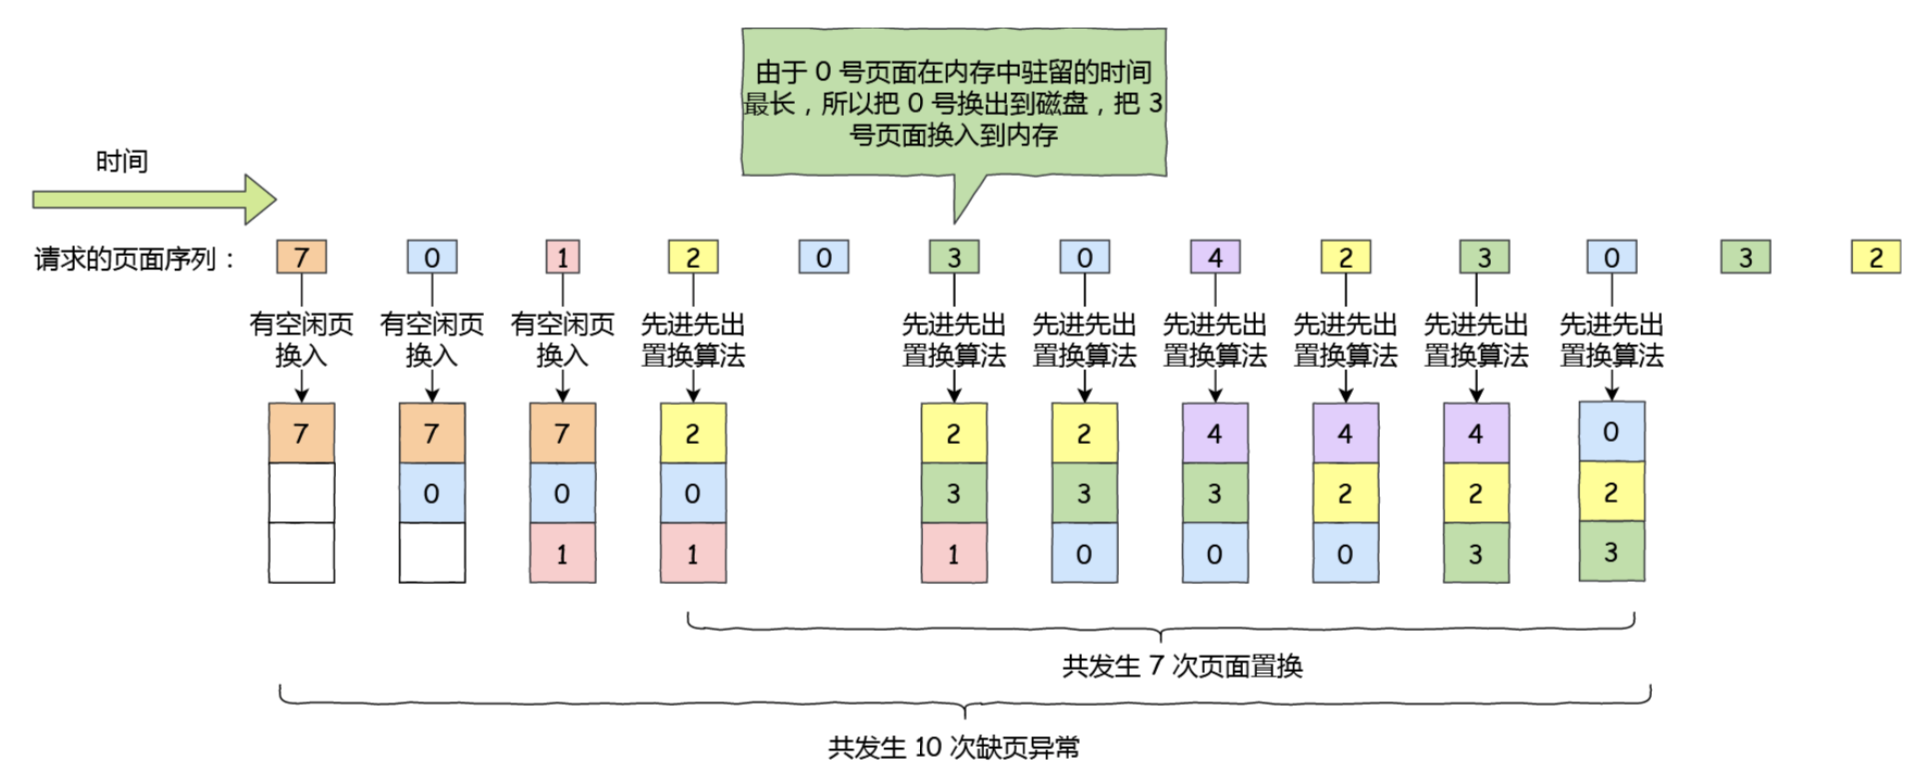 由于 0 号页面在内存中驻留的时间
最长，所以把 0 号换出到磁盘，把 3
号页面换入到内存
时间
请求的页面序列： 7 0 1 2 0 3 0 4 2 3 0 3 2
有空闲页 有空闲页 有空闲页 先进先出 先进先出 先进先出 先进先出 先进先出 先进先出 先进先出
换入 换入 换入 置换算法 置换算法 置换算法 置换算法 置换算法 置换算法 置换算法
7 7 7 2 2 2 4 4 4 0
0 0 0 3 3 3 2 2 2
1 1 1 0 0 0 3 3
共发生 7 次页面置换
共发生 10 次缺页异常